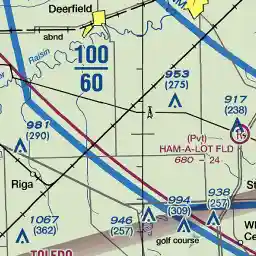 Deerfield
abnd
Raisin
100
60
953
(275)
917
(238)
981
(290)
(Pvt)
R
HAM-A-LOT FLD
680 - 24
Riga
938
(257)
994
(309)
946
(257)
1067
(362)
golf course
TOLEDO